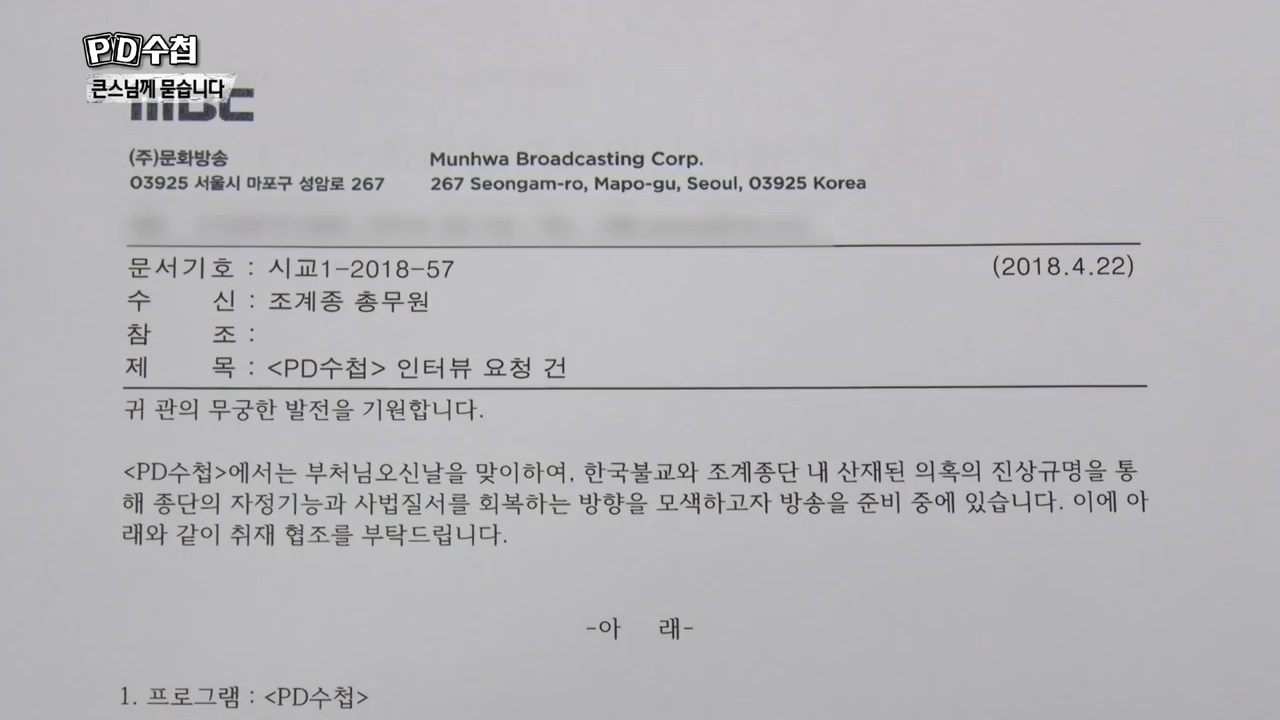 PD수첩
큰스님께 묻습니다
MBC
(주)문화방송 Munhwa Broadcasting Corp.
03925 서울시 마포구 성암로 267 267 Seongam-ro, Mapo-gu, Seoul, 03925 Korea
문서기호 : 시교1-2018-57 (2018.4.22)
수 신 : 조계종 총무원
참 조 :
제 목 : <PD수첩> 인터뷰 요청 건
귀 관의 무궁한 발전을 기원합니다.
<PD수첩>에서는 부처님오신날을 맞이하여, 한국불교와 조계종단 내 산재된 의혹의 진상규명을 통
해 종단의 자정기능과 사법질서를 회복하는 방향을 모색하고자 방송을 준비 중에 있습니다. 이에 아
래와 같이 취재 협조를 부탁드립니다.
-아 래-
1. 프로그램 : <PD수첩>